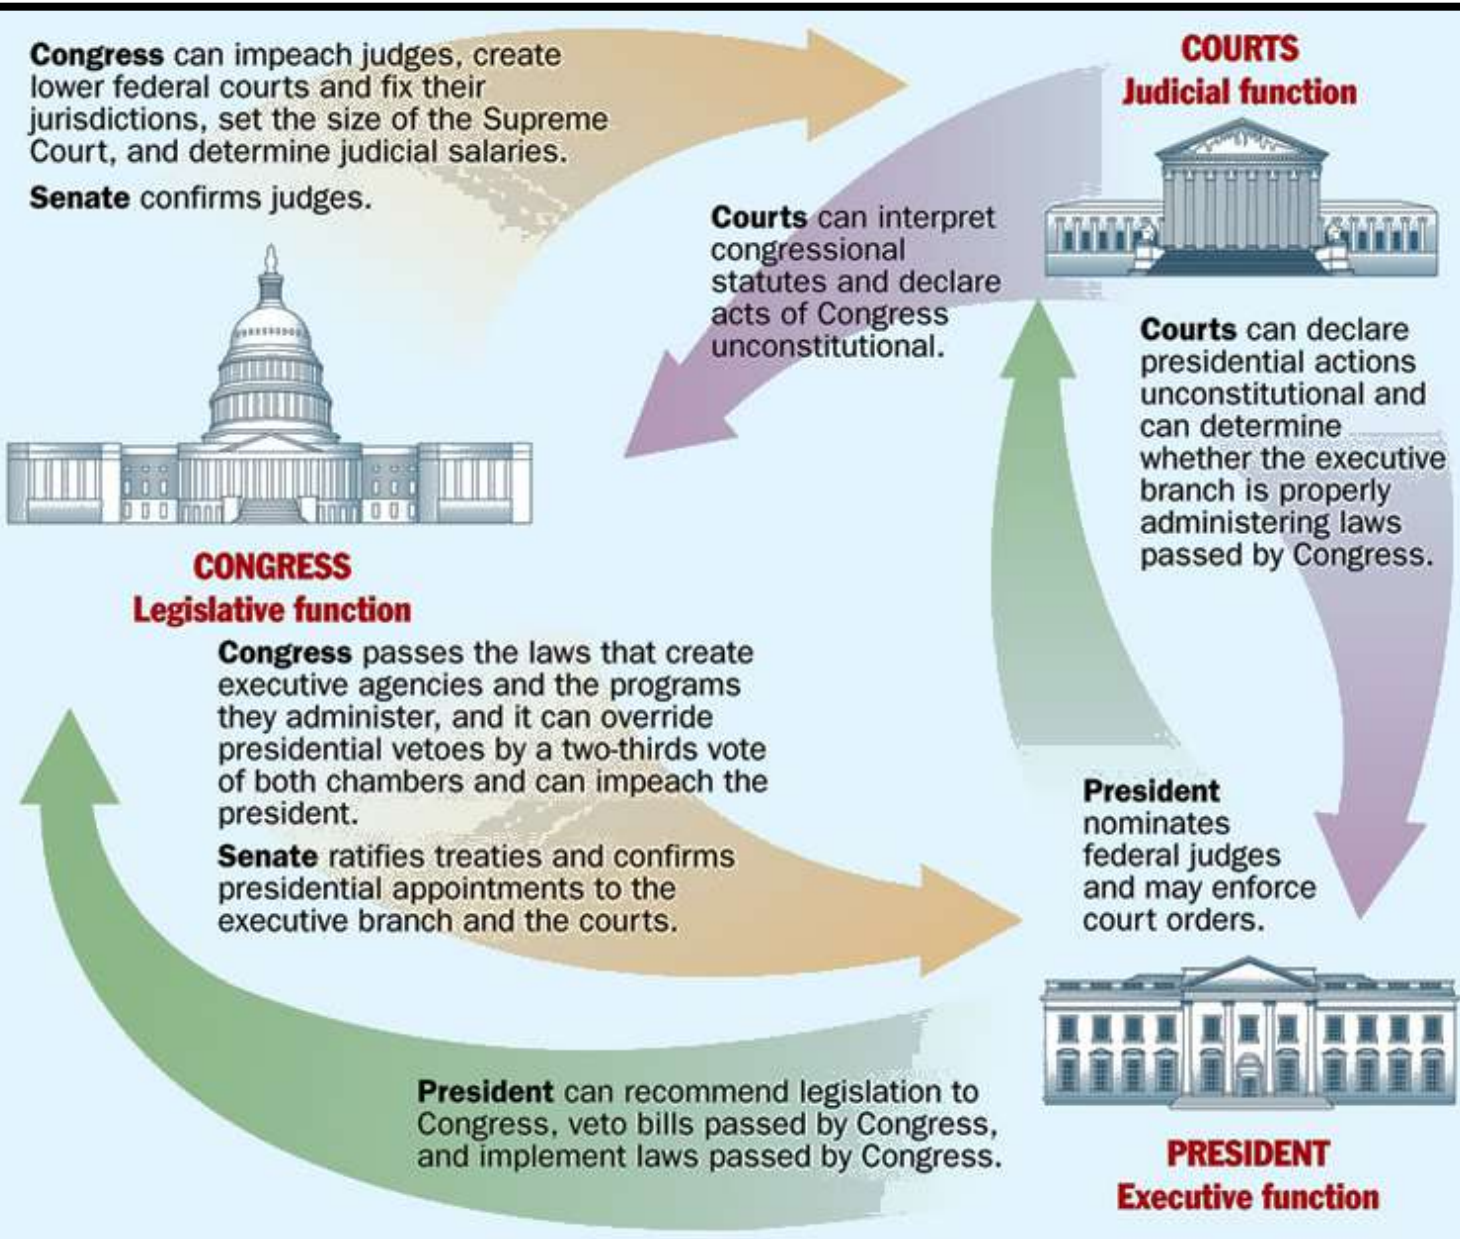 Congress can impeach judges, create
lower federal courts and fix their
jurisdictions, set the size of the Supreme
Court, and determine judicial salaries.
Senate confirms judges.
COURTS
Judicial function
Courts can interpret
congressional
statutes and declare
acts of Congress
unconstitutional.
Courts can declare
presidential actions
unconstitutional and
can determine
whether the executive
branch is properly
administering laws
passed by Congress.
CONGRESS
Legislative function
Congress passes the laws that create
executive agencies and the programs
they administer, and it can override
presidential vetoes by a two-thirds vote
of both chambers and can impeach the
president.
Senate ratifies treaties and confirms
presidential appointments to the
executive branch and the courts.
President
nominates
federal judges
and may enforce
court orders.
President can recommend legislation to
Congress, veto bills passed by Congress,
and implement laws passed by Congress.
PRESIDENT
Executive function